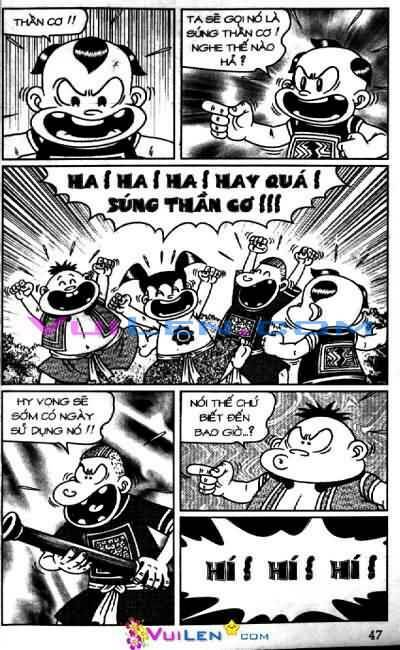 THẦN CƠ !!
TA SẼ GỌI NÓ LÀ
SÚNG THẦN CƠ !
NGHE THẾ NÀO
HẢ ?
HA ! HA ! HA ! HAY QUÁ !
SÚNG THẦN CƠ !!!
VUILEN.COM
HY VỌNG SẼ
SỚM CÓ NGÀY
SỬ DỤNG NÓ !!
NÓI THẾ CHỨ
BIẾT ĐẾN
BAO GIỜ...?
HÍ ! HÍ ! HÍ !
47
VUILEN.COM